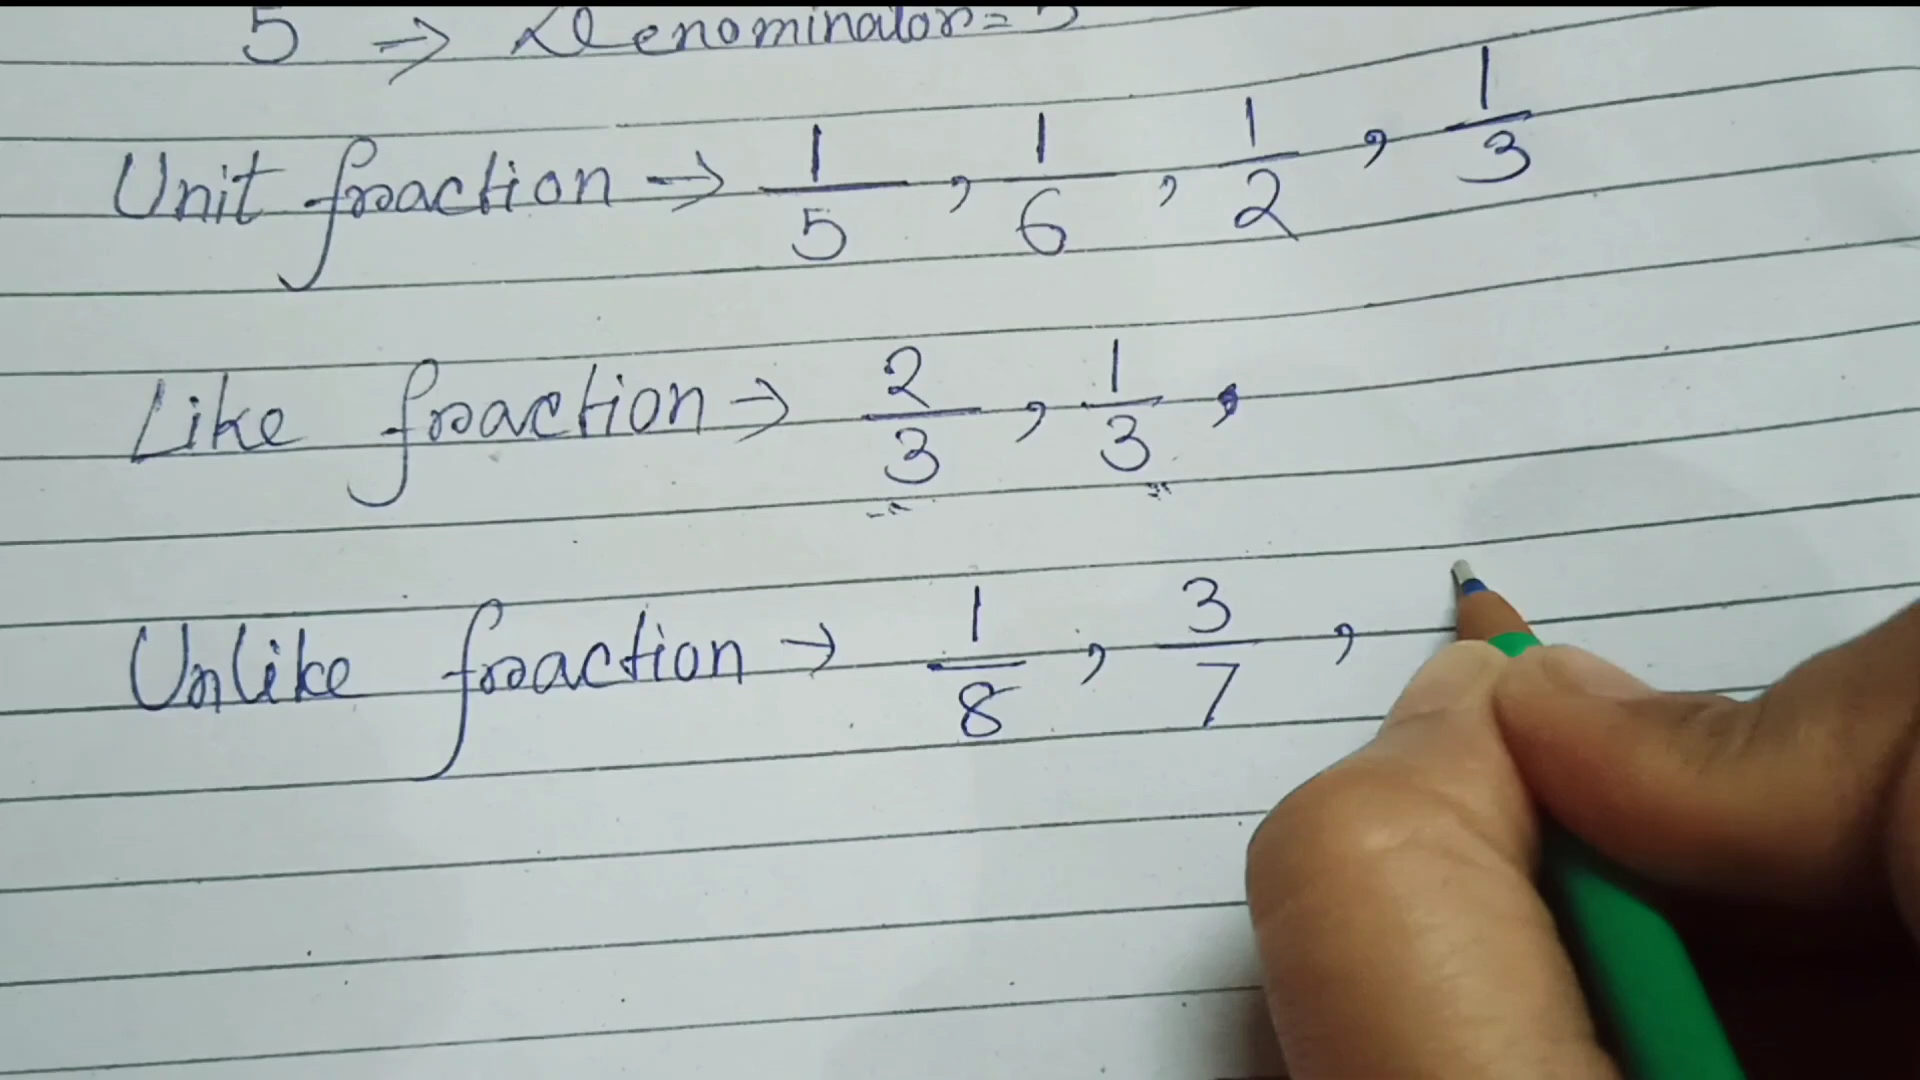 5 → Denominator = 5
Unit fraction → 1/5, 1/6, 1/2, 1/3
Like fraction → 2/3, 1/3,
Unlike fraction → 1/8, 3/7,